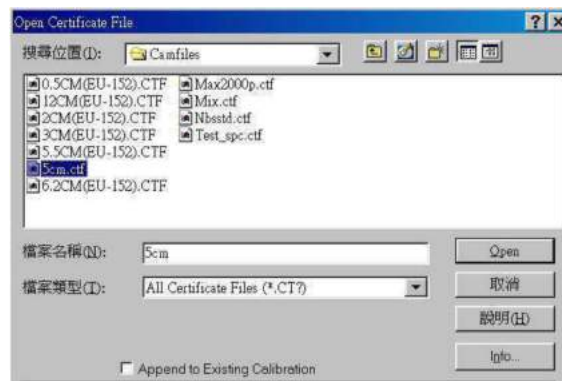 Open Certificate File
搜尋位置(I): Camfiles
0.5CM(EU-152).CTF
12CM(EU-152).CTF
2CM(EU-152).CTF
3CM(EU-152).CTF
5.5CM(EU-152).CTF
5cm.ctf
6.2CM(EU-152).CTF
Max2000p.ctf
Mix.ctf
Nbsstd.ctf
Test_spc.ctf
檔案名稱(N): 5cm
Open
檔案類型(T): All Certificate Files (*.CT?)
取消
說明(H)
Info...
Append to Existing Calibration